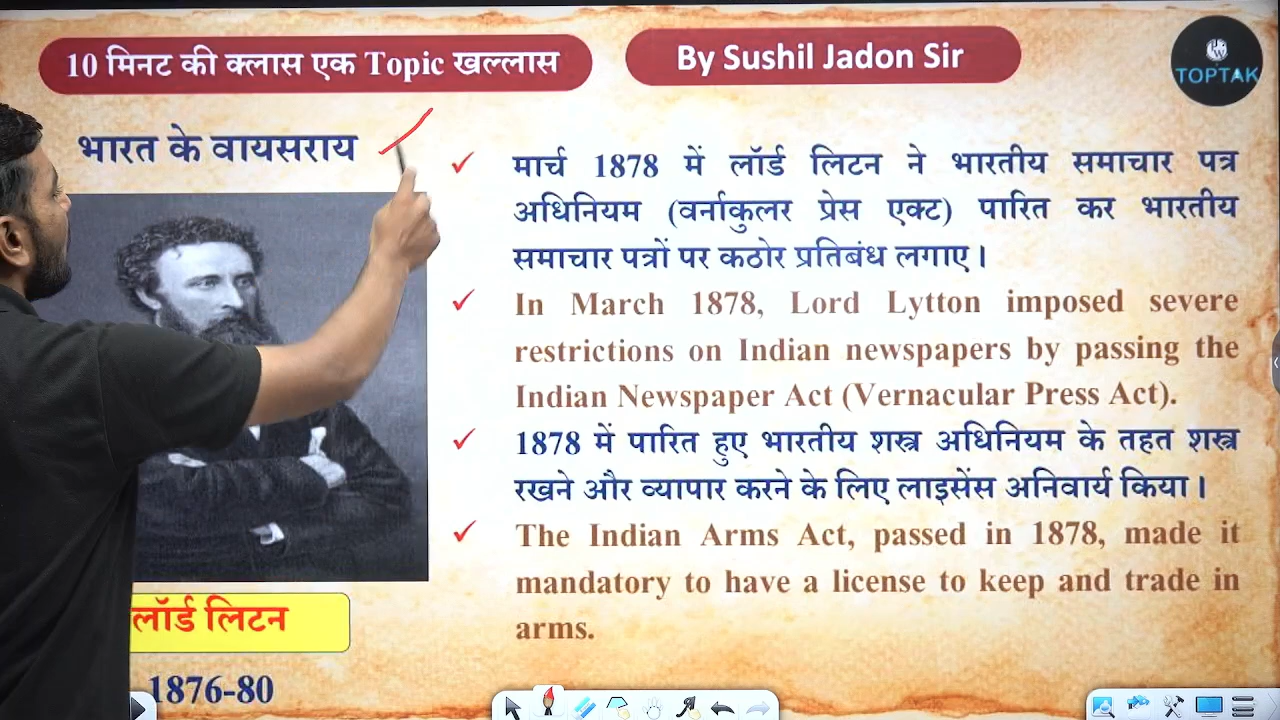 10 मिनट की क्लास एक Topic खल्लास
By Sushil Jadon Sir
TOPTAK
भारत के वायसराय
मार्च 1878 में लॉर्ड लिटन ने भारतीय समाचार पत्र
अधिनियम (वर्नाकुलर प्रेस एक्ट) पारित कर भारतीय
समाचार पत्रों पर कठोर प्रतिबंध लगाए।
In March 1878, Lord Lytton imposed severe
restrictions on Indian newspapers by passing the
Indian Newspaper Act (Vernacular Press Act).
1878 में पारित हुए भारतीय शस्त्र अधिनियम के तहत शस्त्र
रखने और व्यापार करने के लिए लाइसेंस अनिवार्य किया।
The Indian Arms Act, passed in 1878, made it
mandatory to have a license to keep and trade in
arms.
लॉर्ड लिटन
1876-80